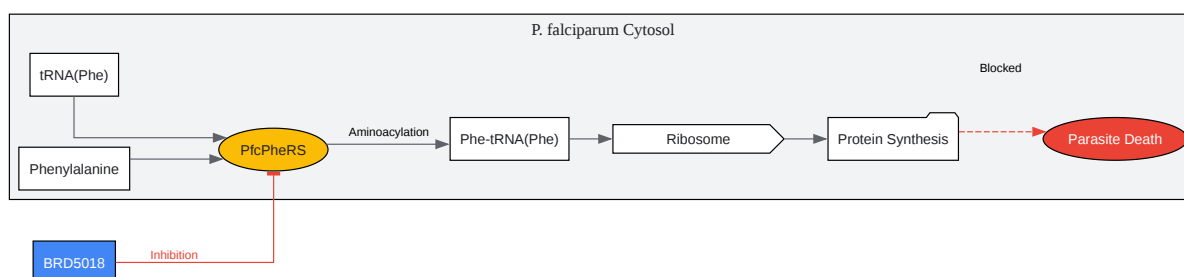 P. falciparum Cytosol
tRNA(Phe)
Blocked
Aminoacylation
PfcPheRS
Phe-tRNA(Phe)
Ribosome
Protein Synthesis
Parasite Death
Phenylalanine
Inhibition
BRD5018